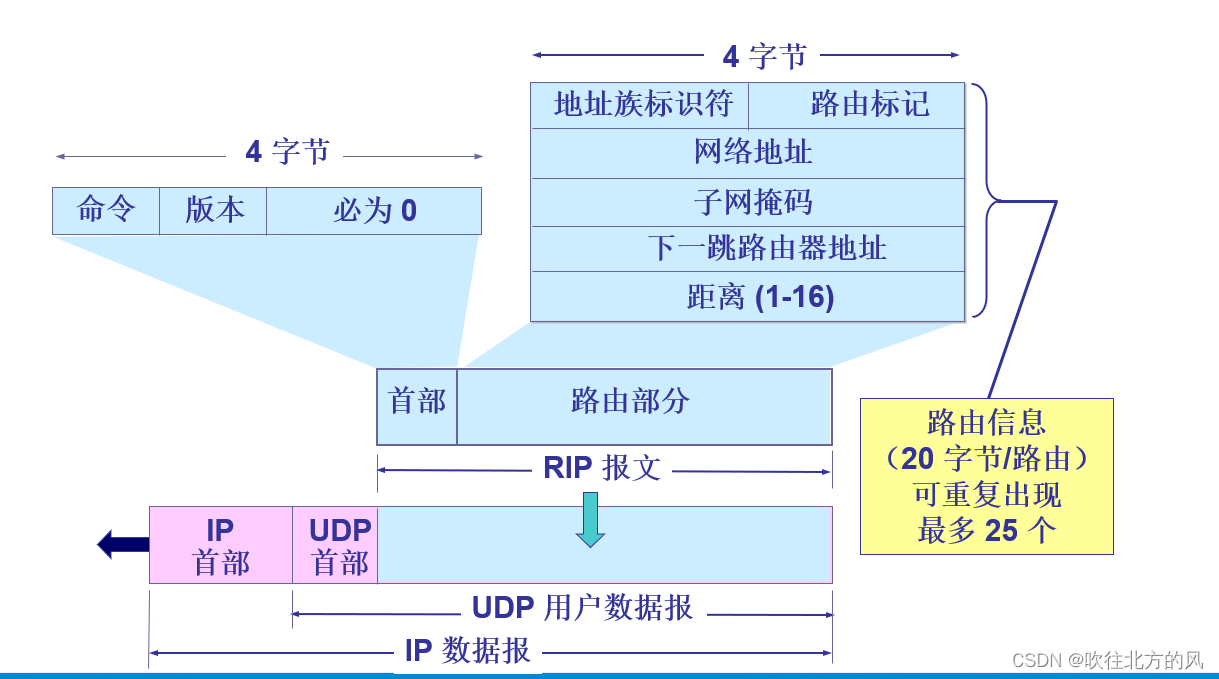 4 字节
地址族标识符 路由标记
网络地址
子网掩码
下一跳路由器地址
距离 (1-16)
4 字节
命令 版本 必为 0
首部 路由部分
RIP 报文
路由信息
（20 字节/路由）
可重复出现
最多 25 个
IP
首部
UDP
首部
UDP 用户数据报
IP 数据报
CSDN @吹往北方的风